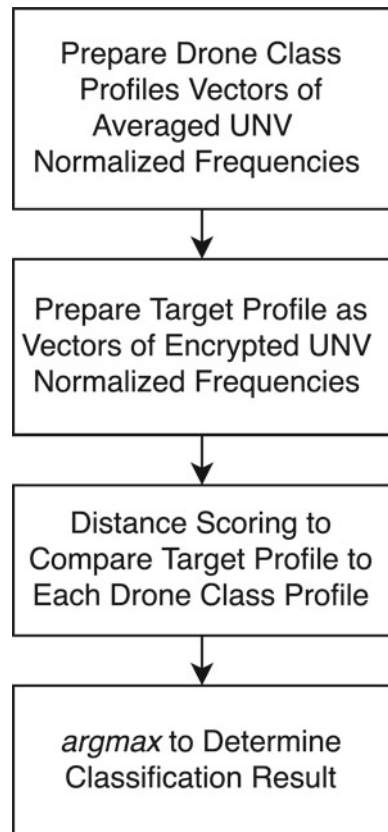 Prepare Drone Class
Profiles Vectors of
Averaged UNV
Normalized Frequencies
Prepare Target Profile as
Vectors of Encrypted UNV
Normalized Frequencies
Distance Scoring to
Compare Target Profile to
Each Drone Class Profile
argmax to Determine
Classification Result